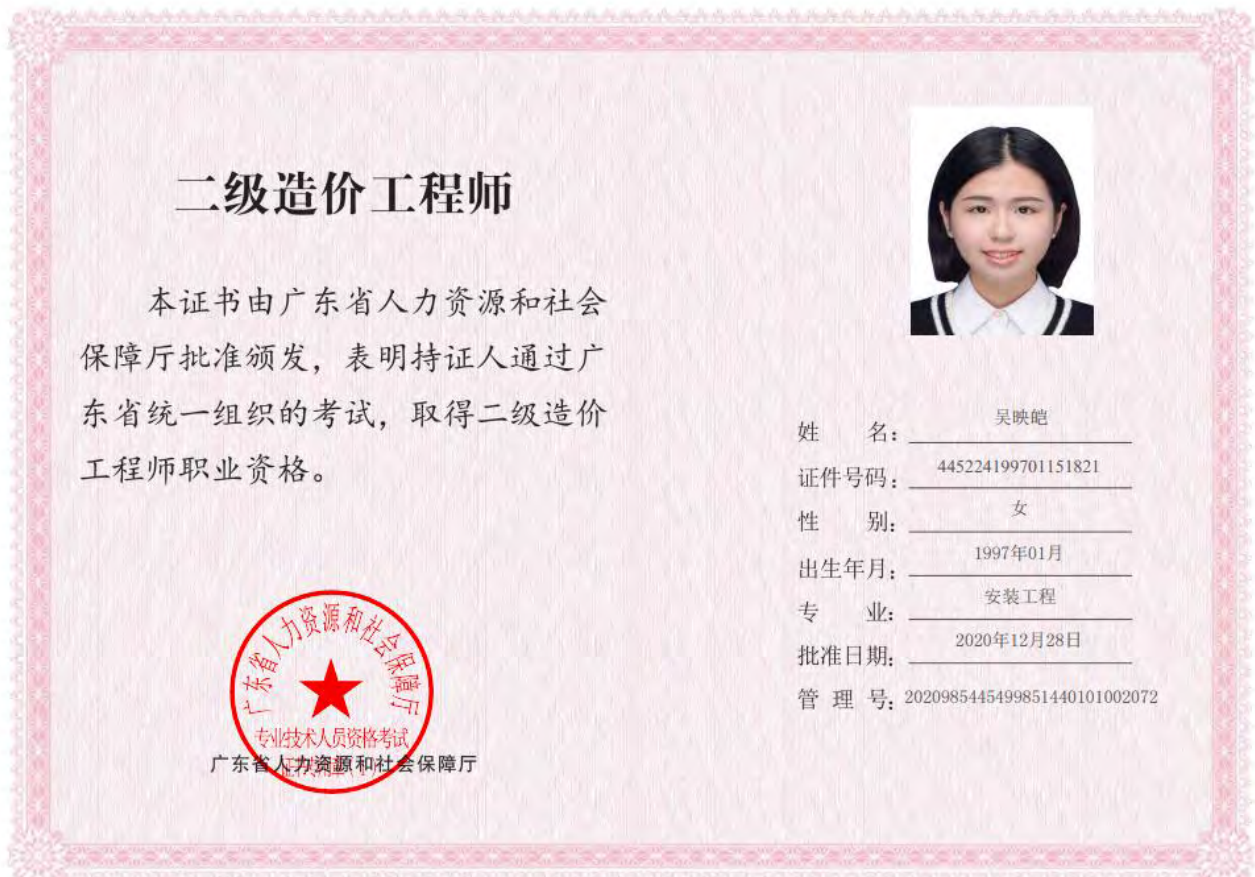 二级造价工程师
本证书由广东省人力资源和社会
保障厅批准颁发，表明持证人通过广
东省统一组织的考试，取得二级造价
工程师职业资格。
姓 名：吴映皑
证件号码：445224199701151821
性 别：女
出生年月：1997年01月
专 业：安装工程
批准日期：2020年12月28日
管 理 号：20209854454999851440101002072
广东省人力资源和社会保障厅
专业技术人员资格考试
广东省人力资源和社会保障厅